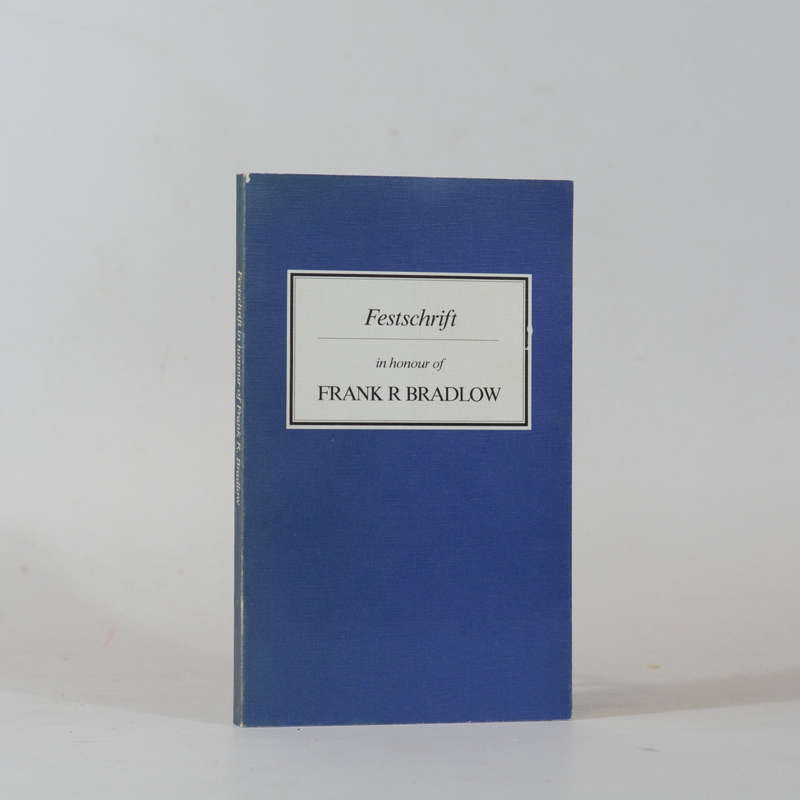 Festschrift
in honour of
FRANK R BRADLOW
Festschrift in honour of Frank R. Bradlow